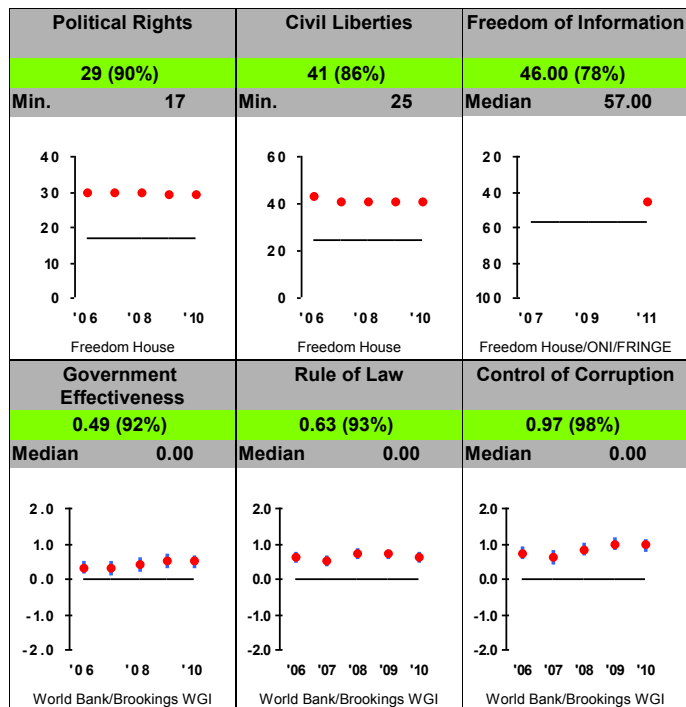 Political Rights
29 (90%)
Min. 17
40
30
20
10
0
'06 '08 '10
Freedom House
Civil Liberties
41 (86%)
Min. 25
60
40
20
0
'06 '08 '10
Freedom House
Freedom of Information
46.00 (78%)
Median 57.00
20
40
60
80
100
'07 '09 '11
Freedom House/ONI/FRINGE
Government
Effectiveness
0.49 (92%)
Median 0.00
2.0
1.0
0.0
-1.0
-2.0
'06 '08 '10
World Bank/Brookings WGI
Rule of Law
0.63 (93%)
Median 0.00
2.0
1.0
0.0
-1.0
-2.0
'06 '07 '08 '09 '10
World Bank/Brookings WGI
Control of Corruption
0.97 (98%)
Median 0.00
2.0
1.0
0.0
-1.0
-2.0
'06 '07 '08 '09 '10
World Bank/Brookings WGI